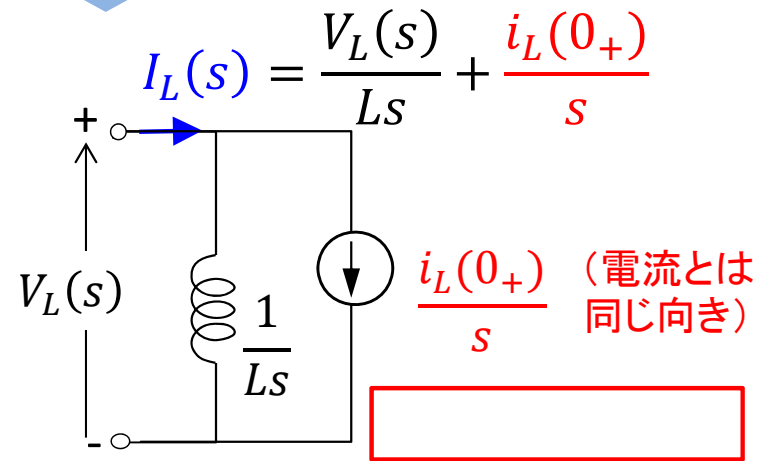 I_L(s) = V_L(s)/Ls + i_L(0_+)/s
+
V_L(s)
1/Ls
i_L(0_+)/s
（電流とは
同じ向き）
-